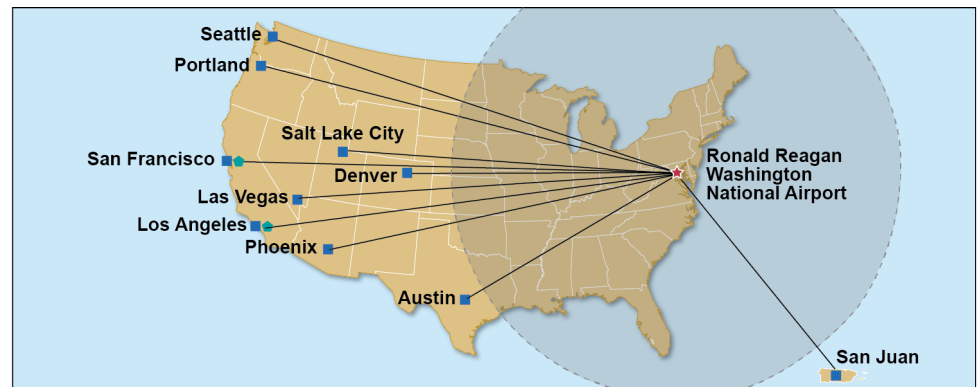 Seattle
Portland
Salt Lake City
San Francisco
Denver
Ronald Reagan
Washington
National Airport
Las Vegas
Los Angeles
Phoenix
Austin
San Juan